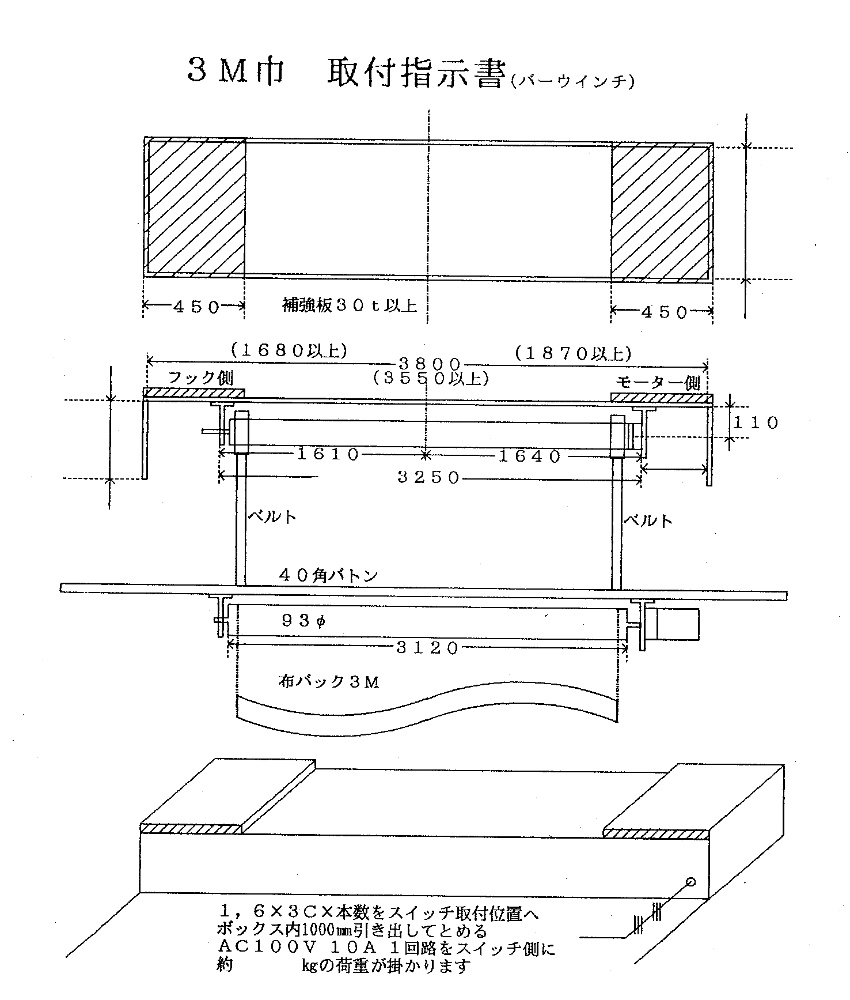 ３Ｍ巾　取付指示書(バーウインチ)
４５０
補強板３０ｔ以上
４５０
(１６８０以上)
(１８７０以上)
３８００
(３５５０以上)
フック側
モーター側
１１０
１６１０
１６４０
３２５０
ベルト
ベルト
４０角バトン
９３φ
３１２０
布バック３Ｍ
１，６×３Ｃ×本数をスイッチ取付位置へ
ボックス内1000㎜引き出してとめる
ＡＣ１００Ｖ １０Ａ １回路をスイッチ側に
約　　　　㎏の荷重が掛かります